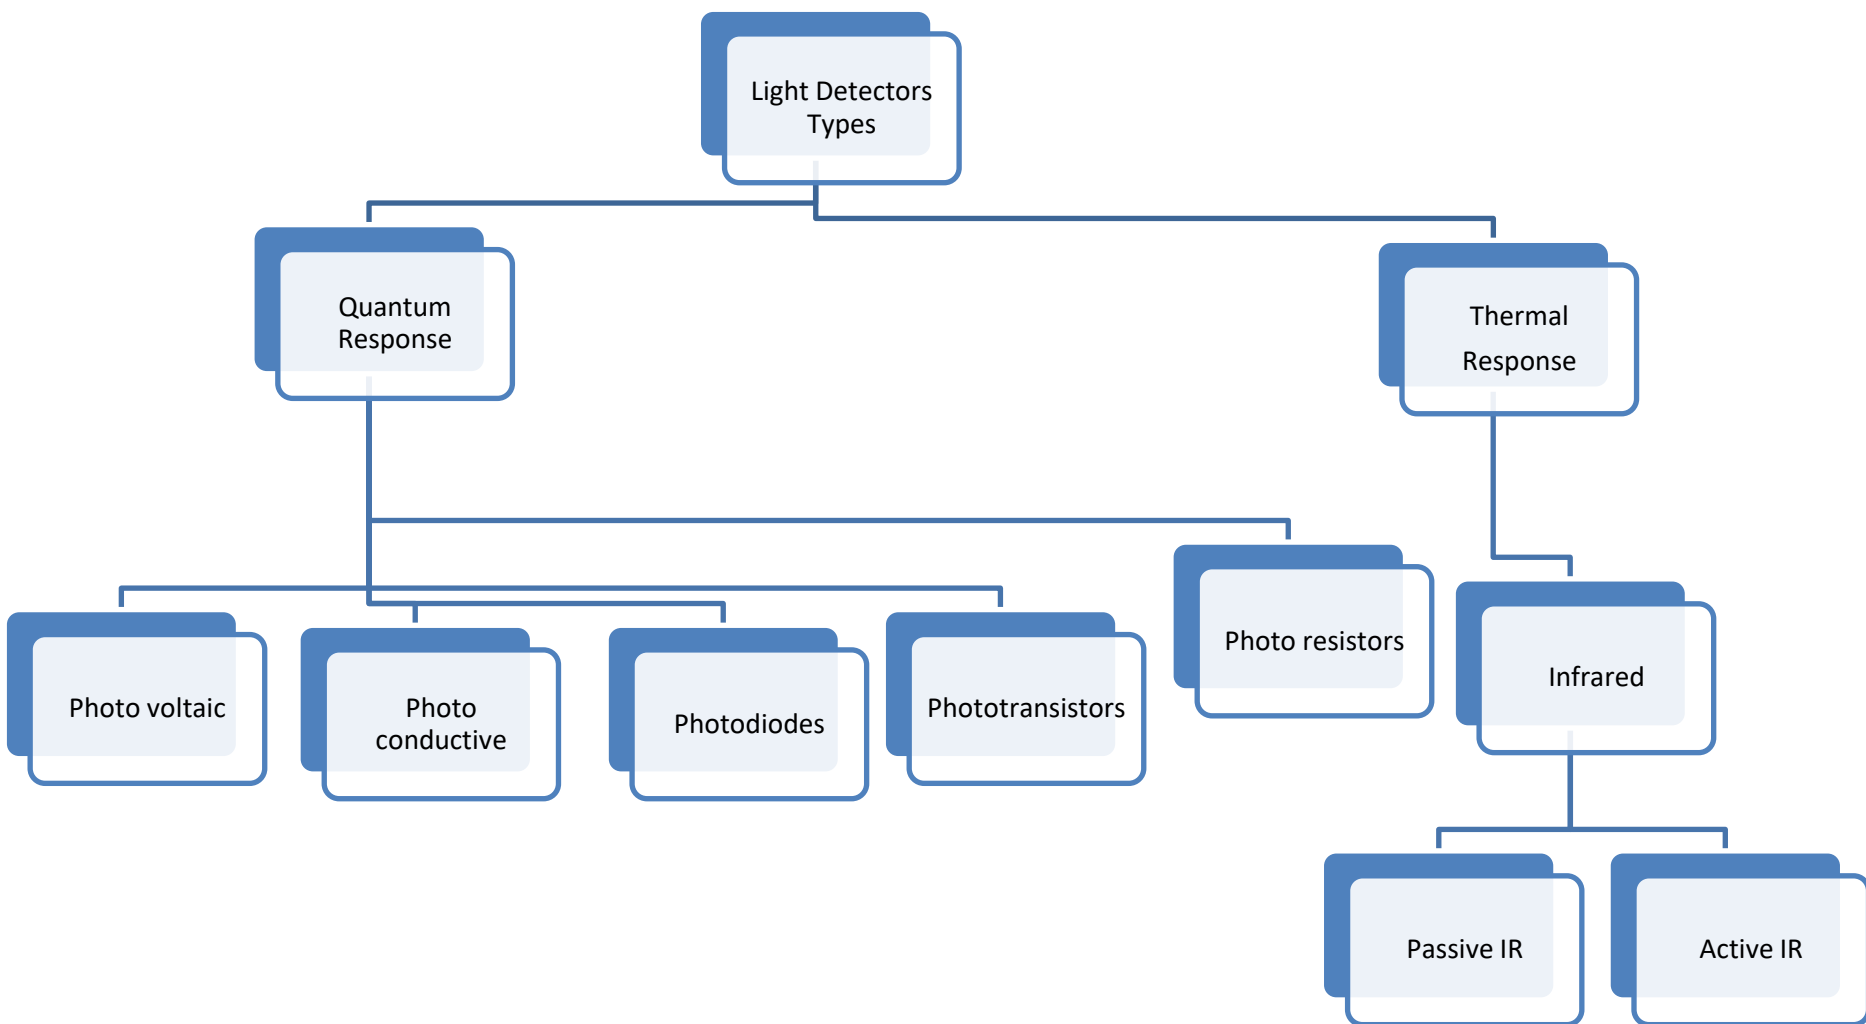 Light Detectors
Types
Quantum
Response
Thermal
Response
Photo voltaic
Photo
conductive
Photodiodes
Phototransistors
Photo resistors
Infrared
Passive IR
Active IR